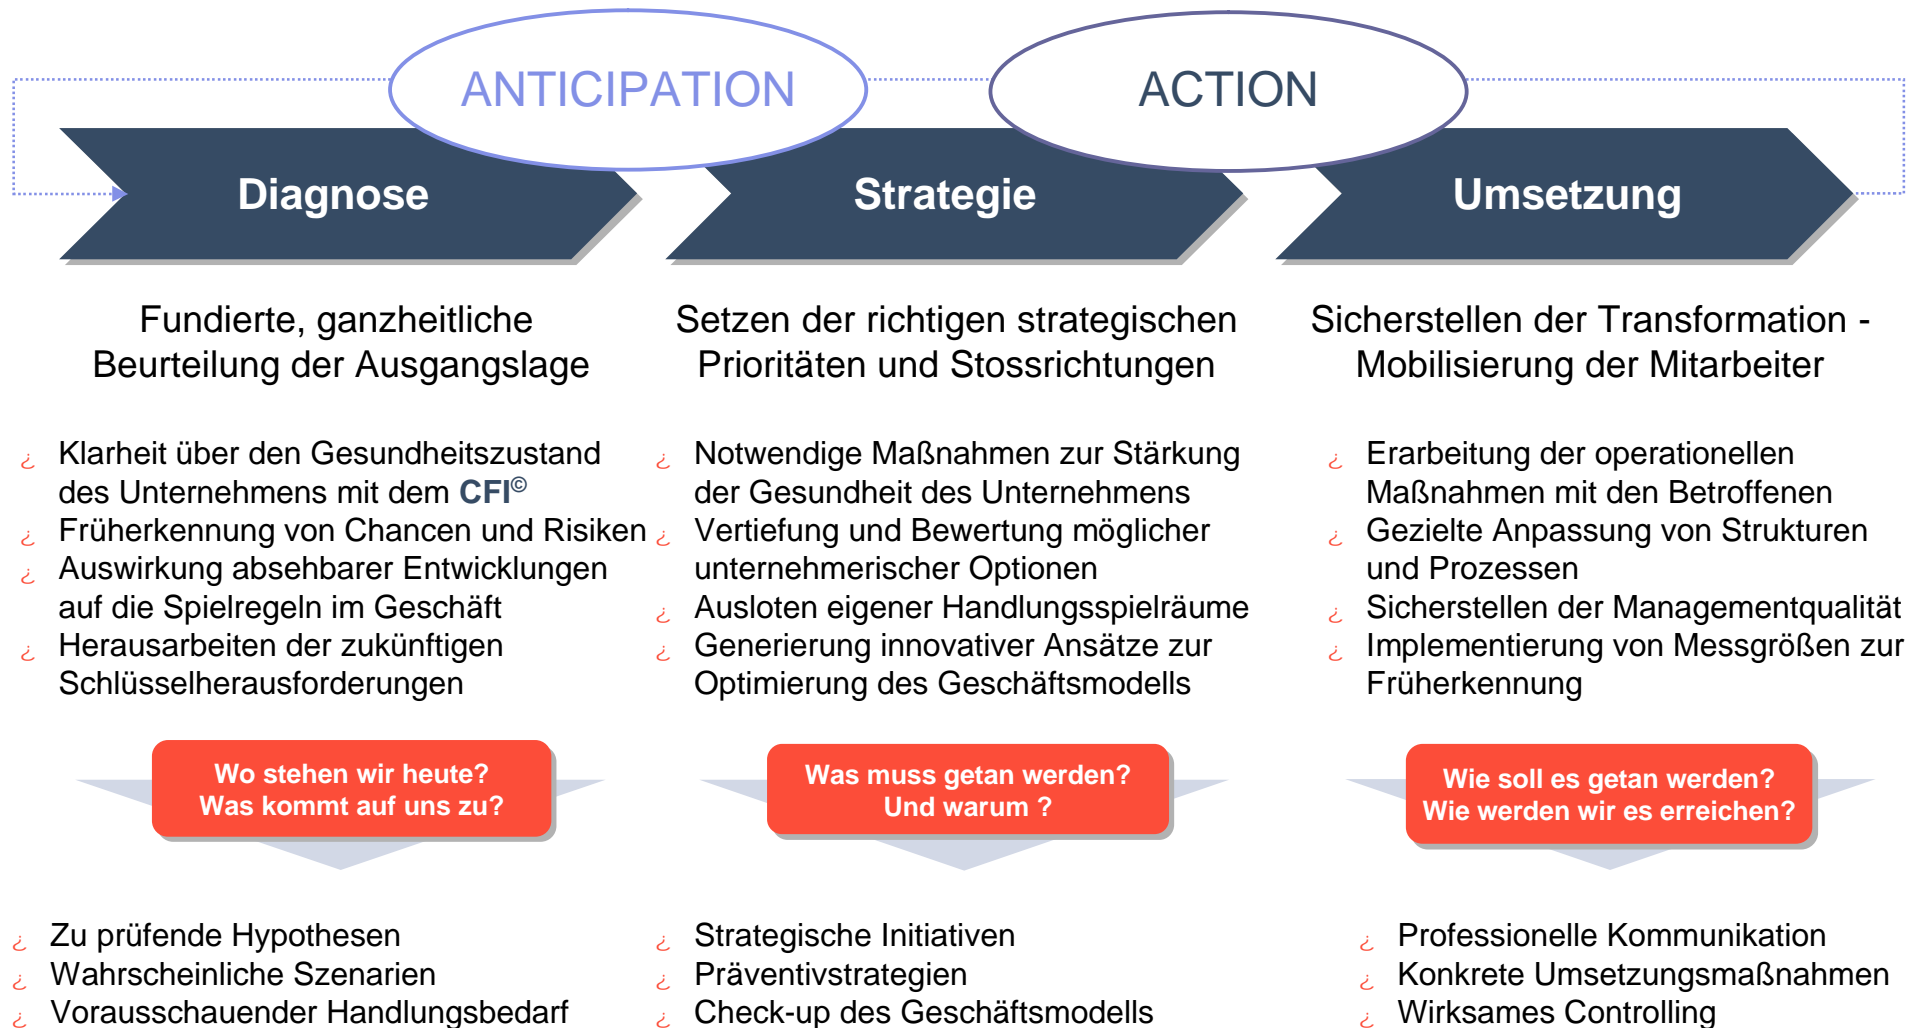 ANTICIPATION
ACTION
Diagnose
Strategie
Umsetzung
Fundierte, ganzheitliche
Beurteilung der Ausgangslage
¿ Klarheit über den Gesundheitszustand
des Unternehmens mit dem CFI©
¿ Früherkennung von Chancen und Risiken
¿ Auswirkung absehbarer Entwicklungen
auf die Spielregeln im Geschäft
¿ Herausarbeiten der zukünftigen
Schlüsselherausforderungen
Wo stehen wir heute?
Was kommt auf uns zu?
¿ Zu prüfende Hypothesen
¿ Wahrscheinliche Szenarien
¿ Vorausschauender Handlungsbedarf
Setzen der richtigen strategischen
Prioritäten und Stossrichtungen
¿ Notwendige Maßnahmen zur Stärkung
der Gesundheit des Unternehmens
¿ Vertiefung und Bewertung möglicher
unternehmerischer Optionen
¿ Ausloten eigener Handlungsspielräume
¿ Generierung innovativer Ansätze zur
Optimierung des Geschäftsmodells
Was muss getan werden?
Und warum ?
¿ Strategische Initiativen
¿ Präventivstrategien
¿ Check-up des Geschäftsmodells
Sicherstellen der Transformation -
Mobilisierung der Mitarbeiter
¿ Erarbeitung der operationellen
Maßnahmen mit den Betroffenen
¿ Gezielte Anpassung von Strukturen
und Prozessen
¿ Sicherstellen der Managementqualität
¿ Implementierung von Messgrößen zur
Früherkennung
Wie soll es getan werden?
Wie werden wir es erreichen?
¿ Professionelle Kommunikation
¿ Konkrete Umsetzungsmaßnahmen
¿ Wirksames Controlling